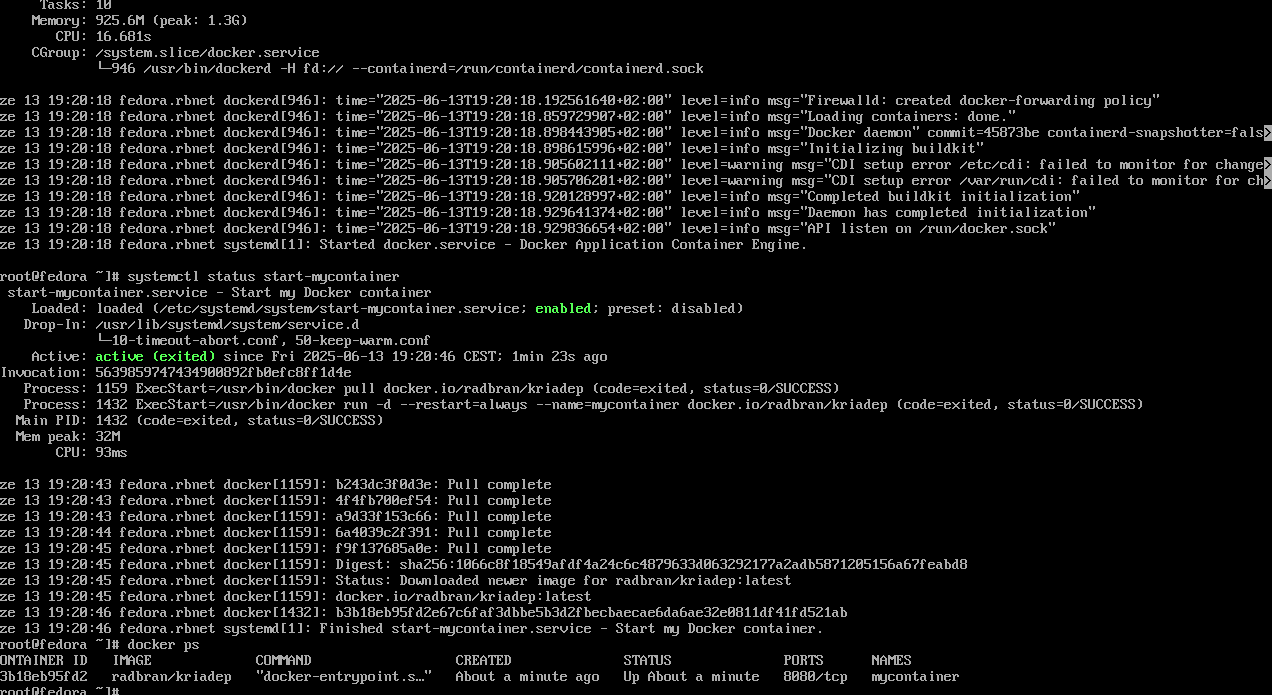 Tasks: 10
Memory: 925.6M (peak: 1.3G)
CPU: 16.681s
CGroup: /system.slice/docker.service
└─946 /usr/bin/dockerd -H fd:// --containerd=/run/containerd/containerd.sock
ze 13 19:20:18 fedora.rbnet dockerd[946]: time="2025-06-13T19:20:18.192561640+02:00" level=info msg="Firewalld: created docker-forwarding policy"
ze 13 19:20:18 fedora.rbnet dockerd[946]: time="2025-06-13T19:20:18.859729907+02:00" level=info msg="Loading containers: done."
ze 13 19:20:18 fedora.rbnet dockerd[946]: time="2025-06-13T19:20:18.898443905+02:00" level=info msg="Docker daemon" commit=45873be containerd-snapshotter=fals>
ze 13 19:20:18 fedora.rbnet dockerd[946]: time="2025-06-13T19:20:18.898615996+02:00" level=info msg="Initializing buildkit"
ze 13 19:20:18 fedora.rbnet dockerd[946]: time="2025-06-13T19:20:18.905602111+02:00" level=warning msg="CDI setup error /etc/cdi: failed to monitor for change>
ze 13 19:20:18 fedora.rbnet dockerd[946]: time="2025-06-13T19:20:18.905706201+02:00" level=warning msg="CDI setup error /var/run/cdi: failed to monitor for ch>
ze 13 19:20:18 fedora.rbnet dockerd[946]: time="2025-06-13T19:20:18.920128997+02:00" level=info msg="Completed buildkit initialization"
ze 13 19:20:18 fedora.rbnet dockerd[946]: time="2025-06-13T19:20:18.929641374+02:00" level=info msg="Daemon has completed initialization"
ze 13 19:20:18 fedora.rbnet dockerd[946]: time="2025-06-13T19:20:18.929836654+02:00" level=info msg="API listen on /run/docker.sock"
ze 13 19:20:18 fedora.rbnet systemd[1]: Started docker.service - Docker Application Container Engine.
root@fedora ~]# systemctl status start-mycontainer
start-mycontainer.service - Start my Docker container
Loaded: loaded (/etc/systemd/system/start-mycontainer.service; enabled; preset: disabled)
Drop-In: /usr/lib/systemd/system/service.d
└─10-timeout-abort.conf, 50-keep-warm.conf
Active: active (exited) since Fri 2025-06-13 19:20:46 CEST; 1min 23s ago
Invocation: 5639859747434900892fb0efc8ff1d4e
Process: 1159 ExecStart=/usr/bin/docker pull docker.io/radbran/kriadep (code=exited, status=0/SUCCESS)
Process: 1432 ExecStart=/usr/bin/docker run -d --restart=always --name=mycontainer docker.io/radbran/kriadep (code=exited, status=0/SUCCESS)
Main PID: 1432 (code=exited, status=0/SUCCESS)
Mem peak: 32M
CPU: 93ms
ze 13 19:20:43 fedora.rbnet docker[1159]: b243dc3f0d3e: Pull complete
ze 13 19:20:43 fedora.rbnet docker[1159]: 4f4fb700ef54: Pull complete
ze 13 19:20:43 fedora.rbnet docker[1159]: a9d33f153c66: Pull complete
ze 13 19:20:44 fedora.rbnet docker[1159]: 6a4039c2f391: Pull complete
ze 13 19:20:45 fedora.rbnet docker[1159]: f9f137685a0e: Pull complete
ze 13 19:20:45 fedora.rbnet docker[1159]: Digest: sha256:1066c8f18549afdf4a24c6c4879633d063292177a2adb5871205156a67feabd8
ze 13 19:20:45 fedora.rbnet docker[1159]: Status: Downloaded newer image for radbran/kriadep:latest
ze 13 19:20:45 fedora.rbnet docker[1159]: docker.io/radbran/kriadep:latest
ze 13 19:20:46 fedora.rbnet docker[1432]: b3b18eb95fd2e67c6faf3dbbe5b3d2fbecbaecae6da6ae32e0811df41fd521ab
ze 13 19:20:46 fedora.rbnet systemd[1]: Finished start-mycontainer.service - Start my Docker container.
root@fedora ~]# docker ps
ONTAINER ID IMAGE COMMAND CREATED STATUS PORTS NAMES
3b18eb95fd2 radbran/kriadep "docker-entrypoint.s…" About a minute ago Up About a minute 8080/tcp mycontainer
root@fedora ~]#